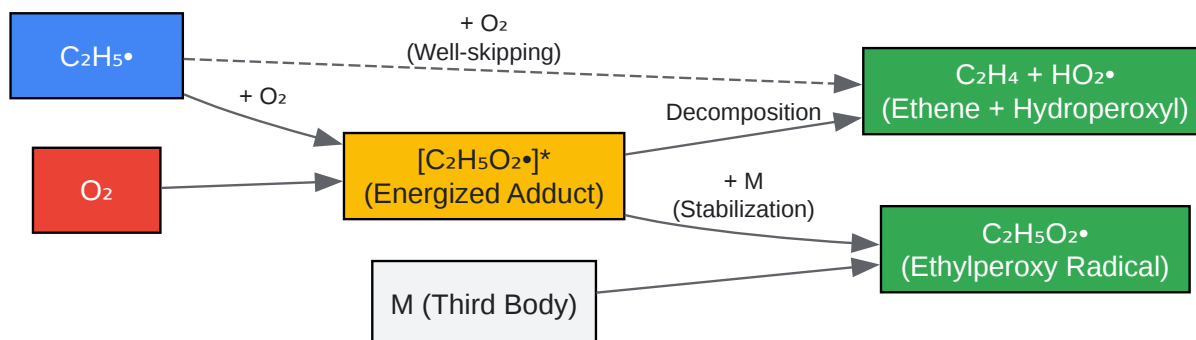 C₂H₅•
+ O₂
(Well-skipping)
C₂H₄ + HO₂•
(Ethene + Hydroperoxyl)
+ O₂
Decomposition
O₂
[C₂H₅O₂•]*
(Energized Adduct)
+ M
(Stabilization)
C₂H₅O₂•
(Ethylperoxy Radical)
M (Third Body)